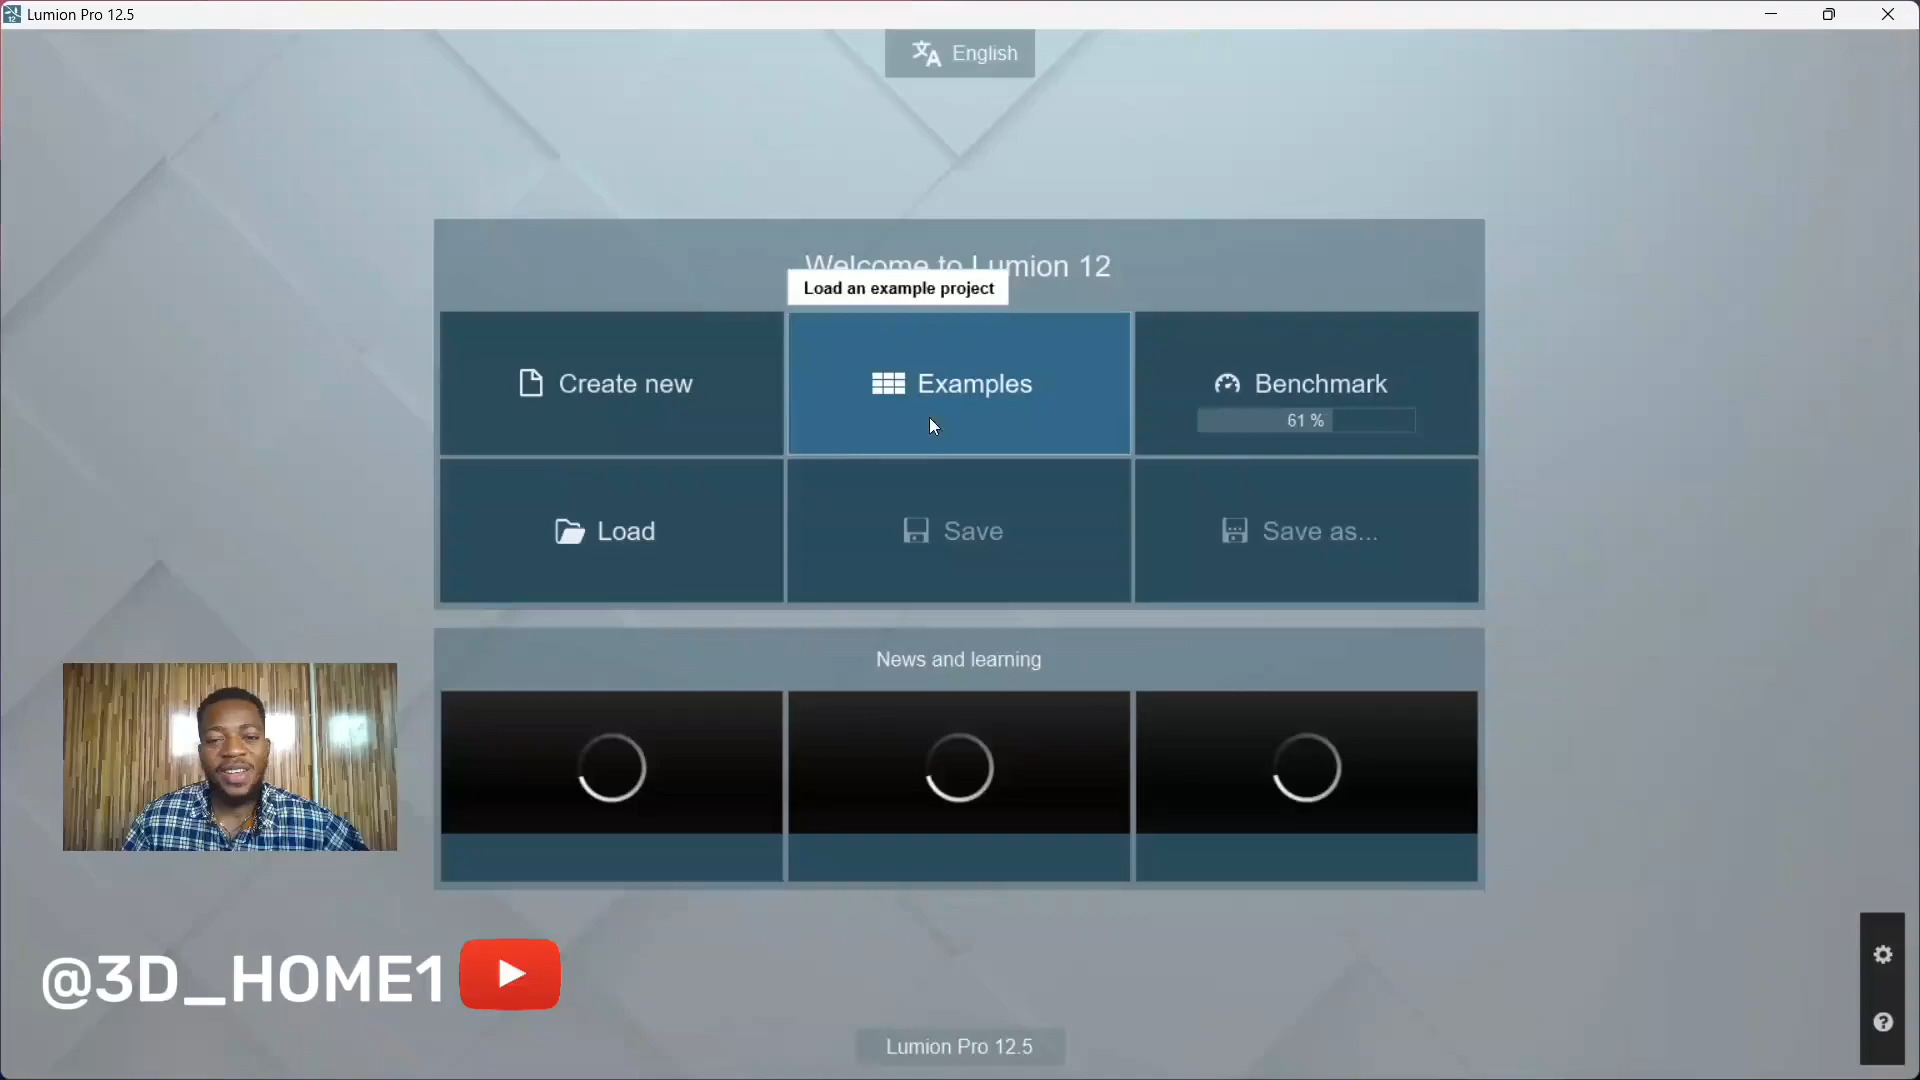 Lumion Pro 12.5
English
Welcome to Lumion 12
Load an example project
Create new
Examples
Benchmark
61 %
Load
Save
Save as...
News and learning
@3D_HOME1
Lumion Pro 12.5